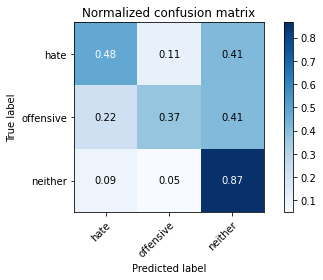 Normalized confusion matrix
True label
hate 0.48 0.11 0.41
offensive 0.22 0.37 0.41
neither 0.09 0.05 0.87
hate offensive neither
Predicted label
0.8
0.7
0.6
0.5
0.4
0.3
0.2
0.1